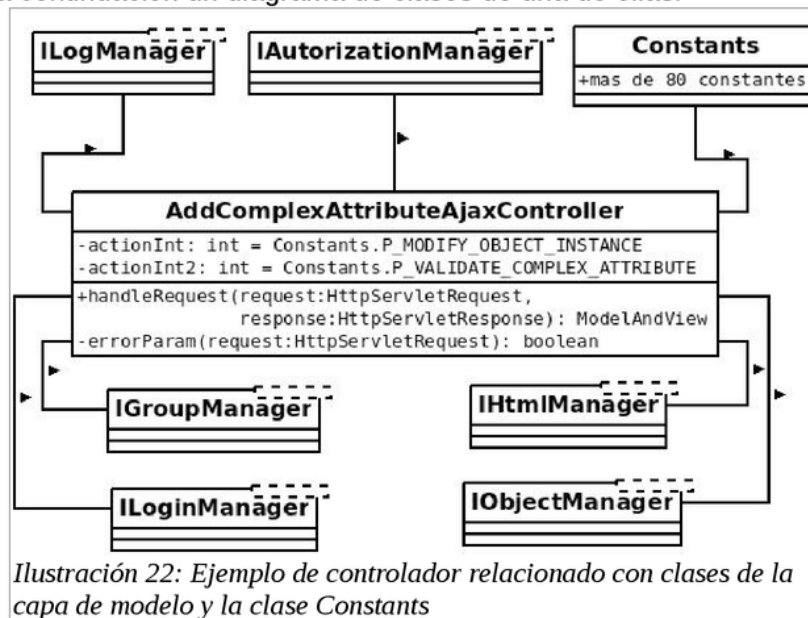 ILogManager
IAutorizationManager
Constants
+mas de 80 constantes
AddComplexAttributeAjaxController
-actionInt: int = Constants.P_MODIFY_OBJECT_INSTANCE
-actionInt2: int = Constants.P_VALIDATE_COMPLEX_ATTRIBUTE
+handleRequest(request:HttpServletRequest,
response:HttpServletResponse): ModelAndView
-errorParam(request:HttpServletRequest): boolean
IGroupManager
IHtmlManager
ILoginManager
IObjectManager
Ilustración 22: Ejemplo de controlador relacionado con clases de la
capa de modelo y la clase Constants